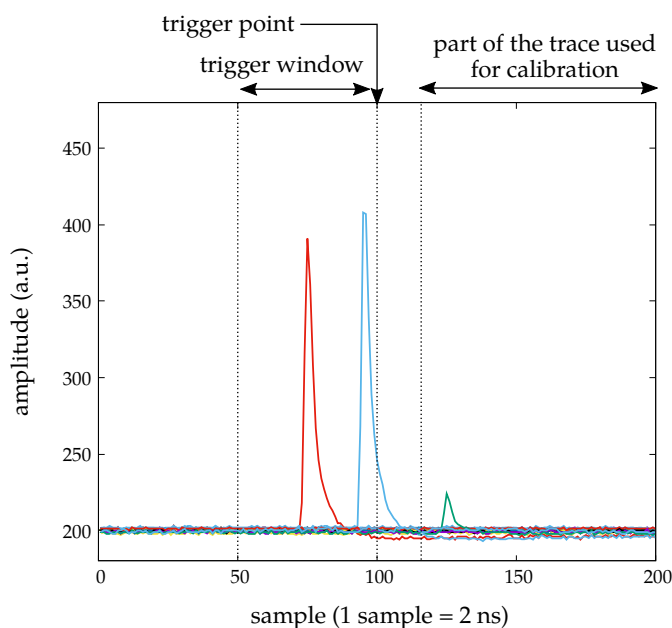 trigger point
part of the trace used
for calibration
trigger window
450
400
350
300
250
200
amplitude (a.u.)
0
50
100
150
200
sample (1 sample = 2 ns)